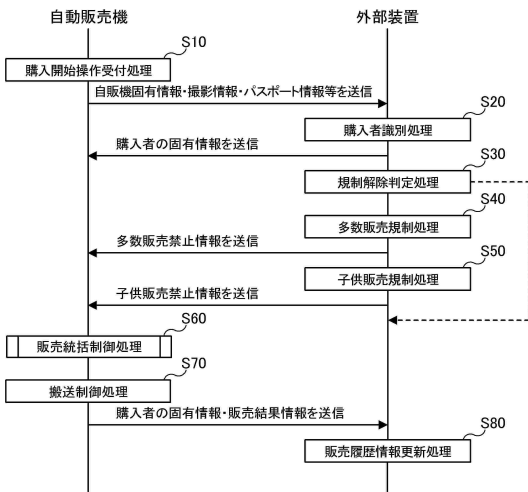 自動販売機
外部装置
S10
購入開始操作受付処理
自販機固有情報・撮影情報・パスポート情報等を送信
S20
購入者識別処理
購入者の固有情報を送信
S30
規制解除判定処理
S40
多数販売規制処理
多数販売禁止情報を送信
S50
子供販売規制処理
子供販売禁止情報を送信
S60
販売統括制御処理
S70
搬送制御処理
購入者の固有情報・販売結果情報を送信
S80
販売履歴情報更新処理